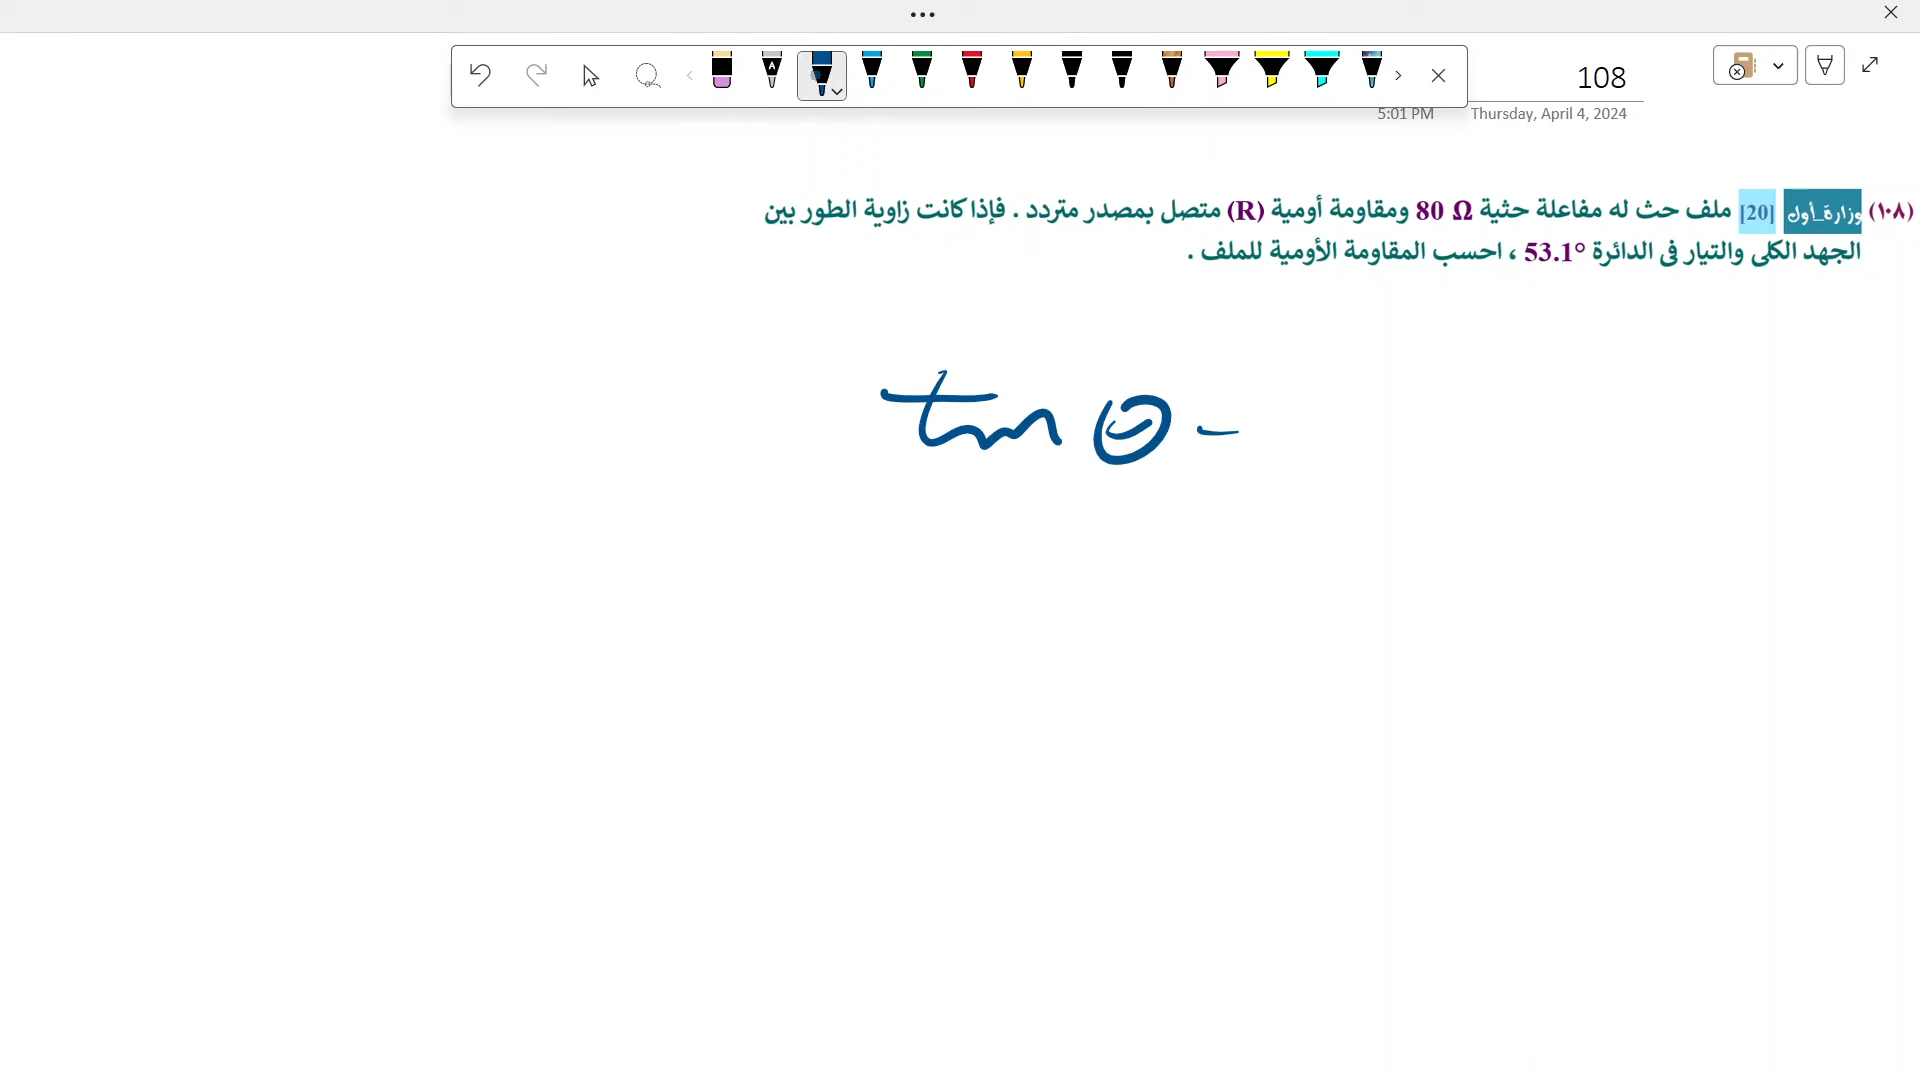 108
5:01 PM Thursday, April 4, 2024
(١٠٨) وزارة_أول [20] ملف حث له مفاعلة حثية 80 Ω ومقاومة أومية (R) متصل بمصدر متردد . فإذا كانت زاوية الطور بين
الجهد الكلى والتيار فى الدائرة 53.1° ، احسب المقاومة الأومية للملف .
tan θ -